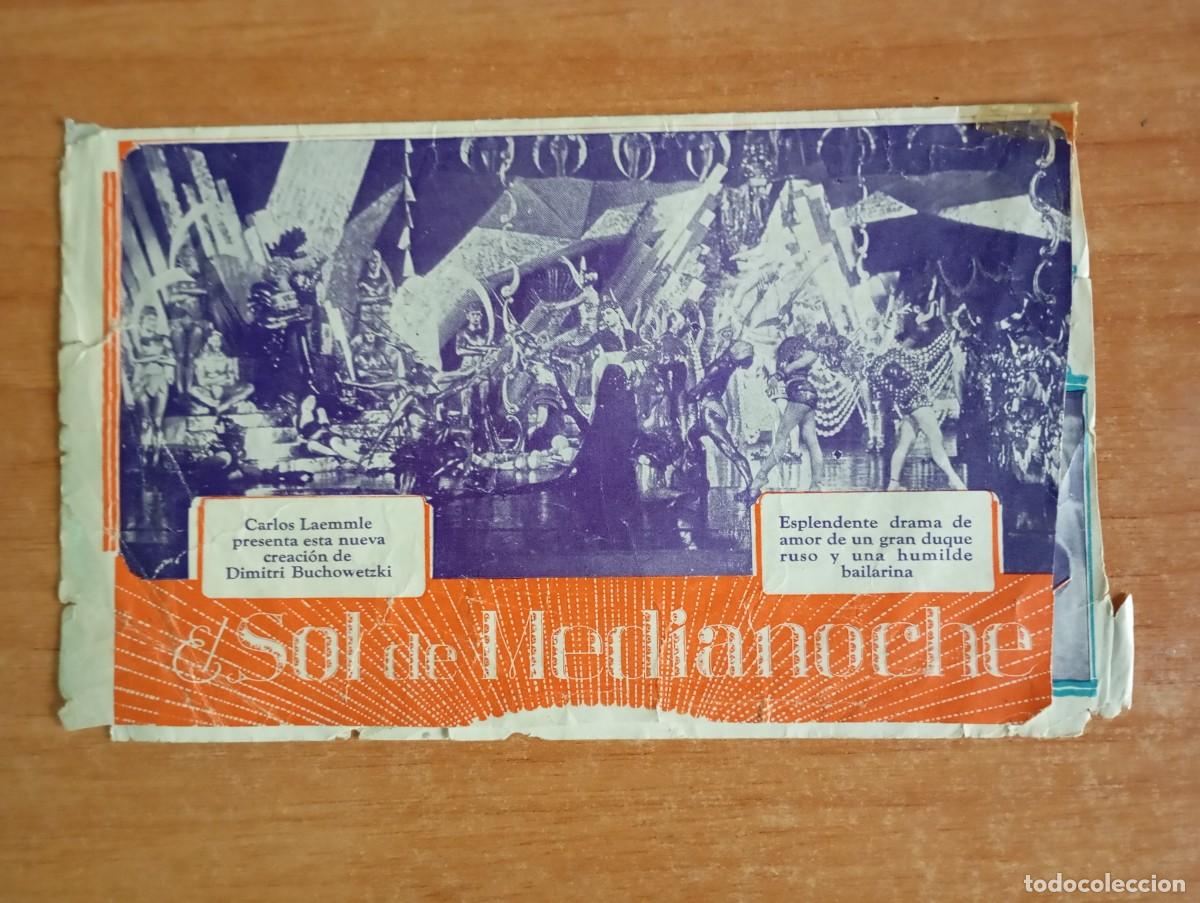 Carlos Laemmle
presenta esta nueva
creación de
Dimitri Buchowetzki
Esplendente drama de
amor de un gran duque
ruso y una humilde
bailarina
El Sol de Medianoche
todocoleccion